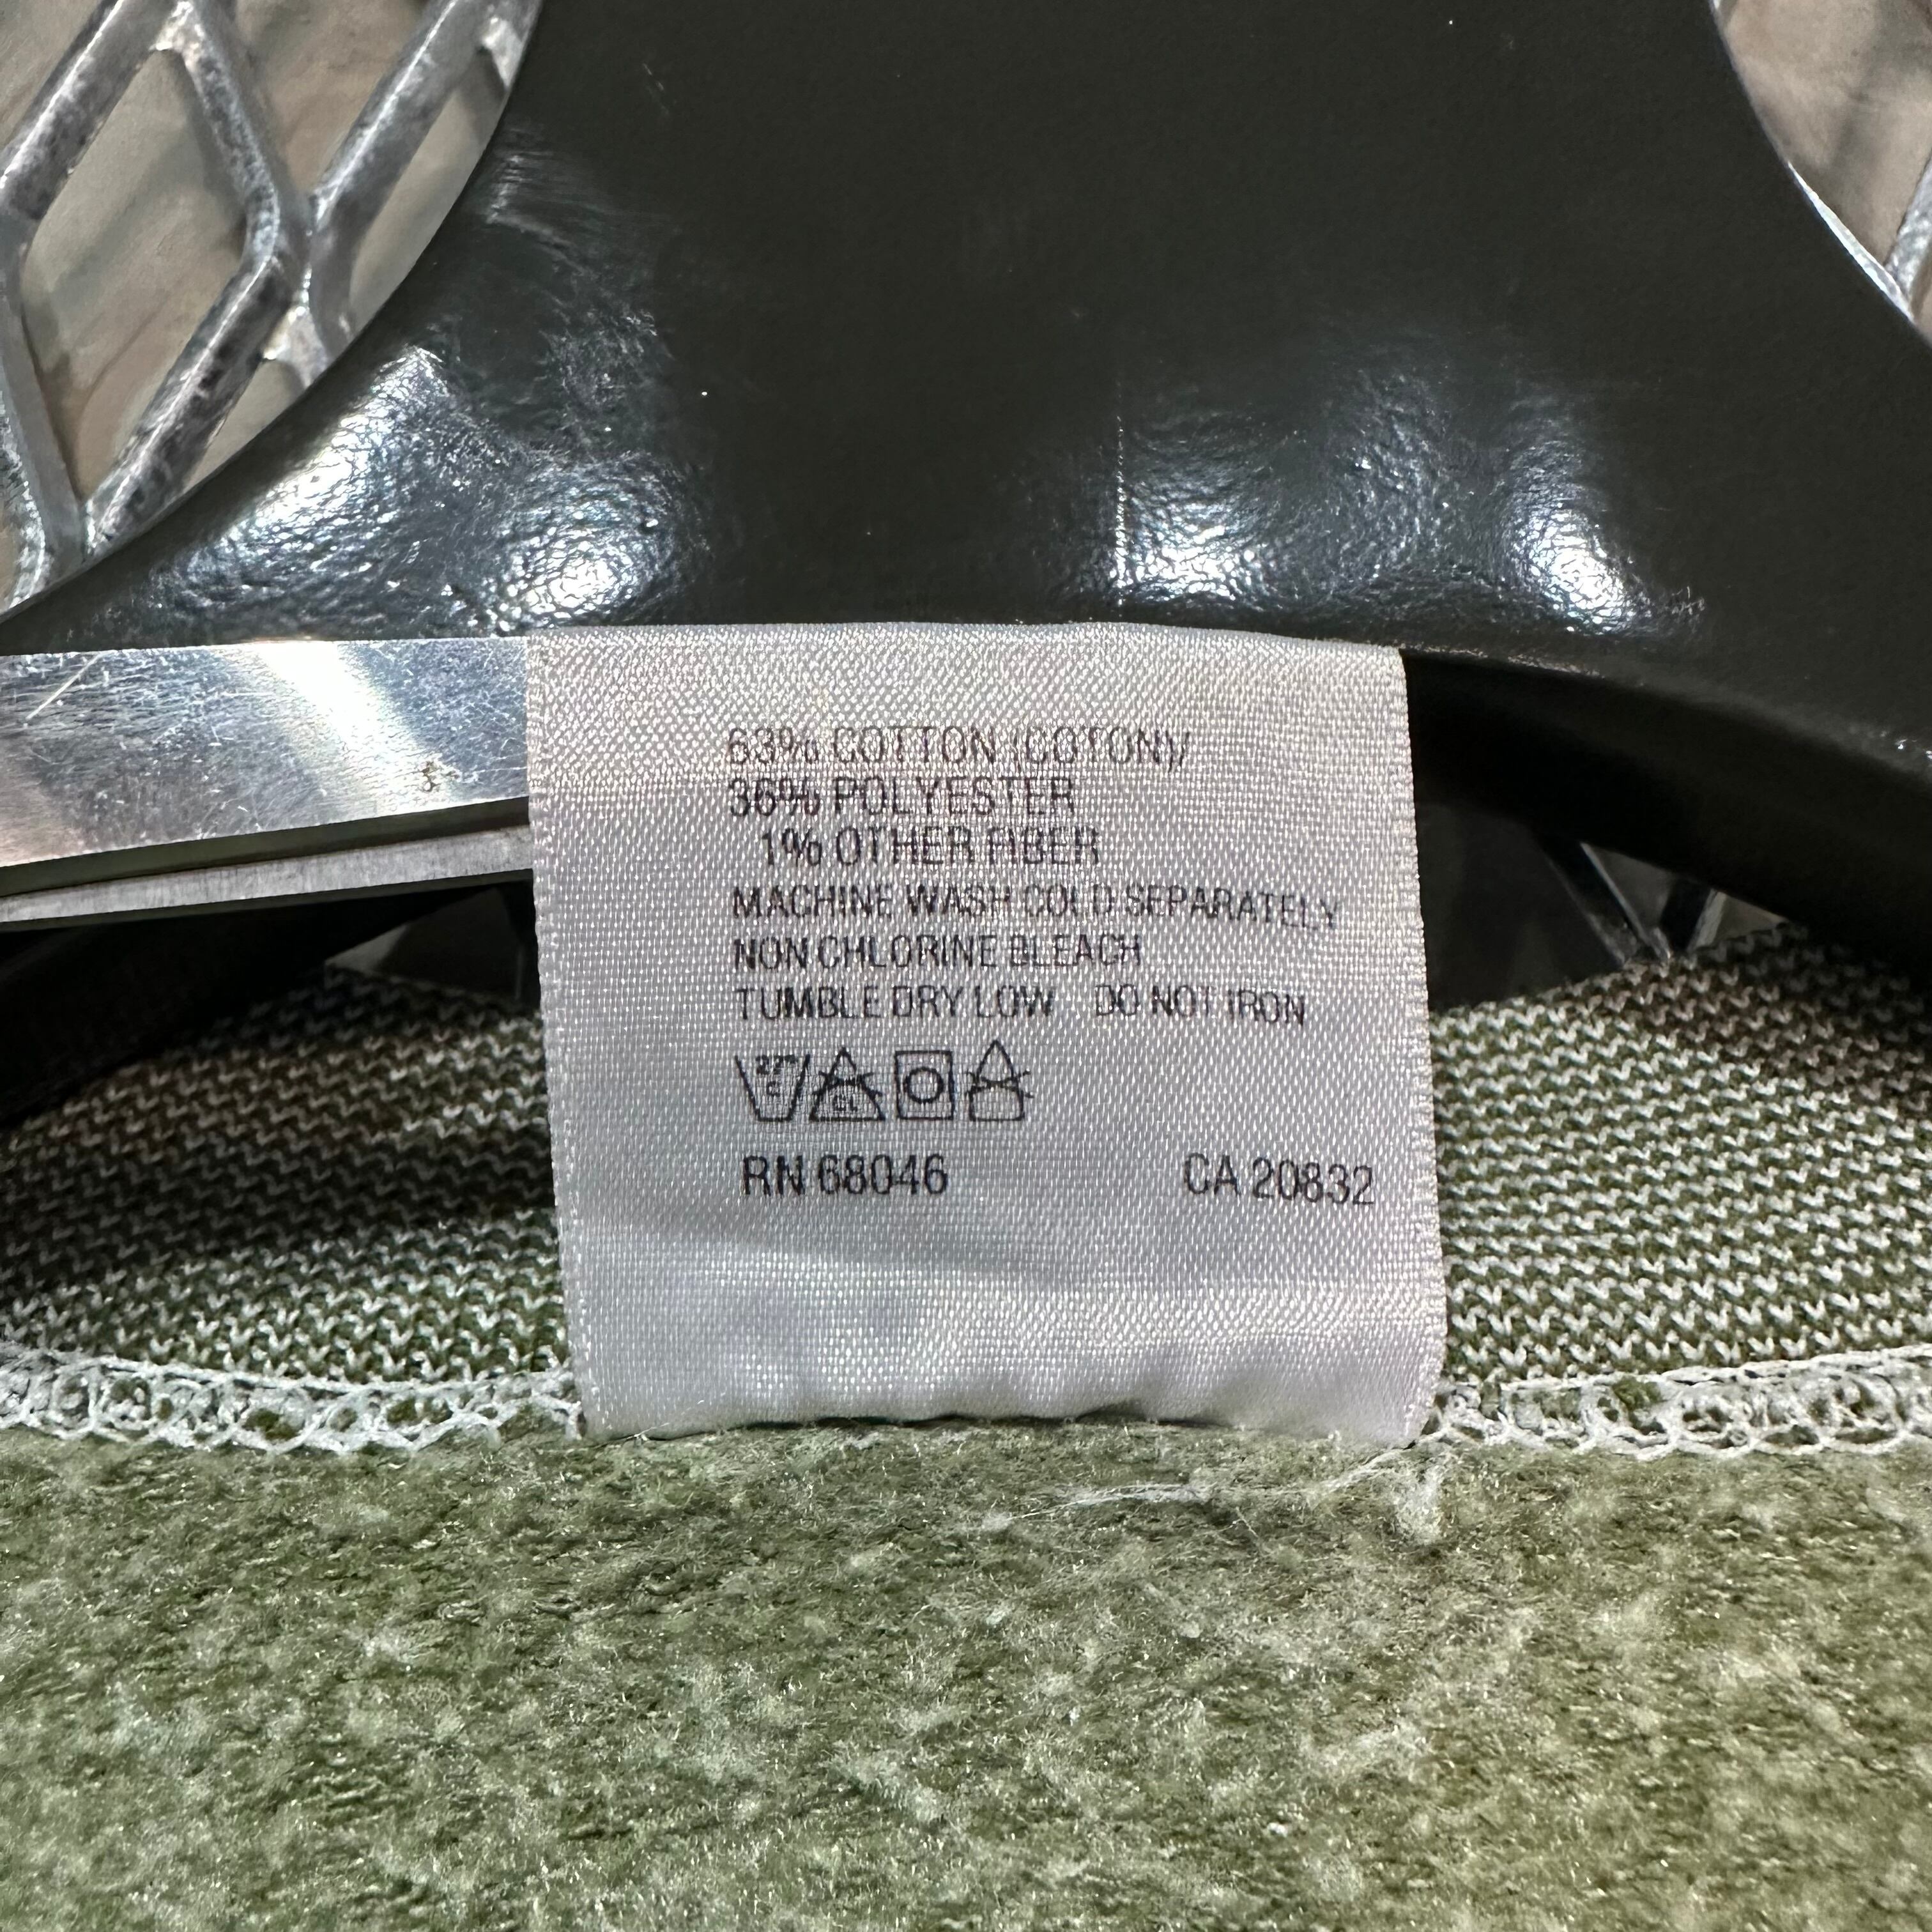 63% COTTON (COTON)/
36% POLYESTER
1% OTHER FIBER
MACHINE WASH COLD SEPARATELY
NON CHLORINE BLEACH
TUMBLE DRY LOW DO NOT IRON
CL
RN 68046 CA 20832